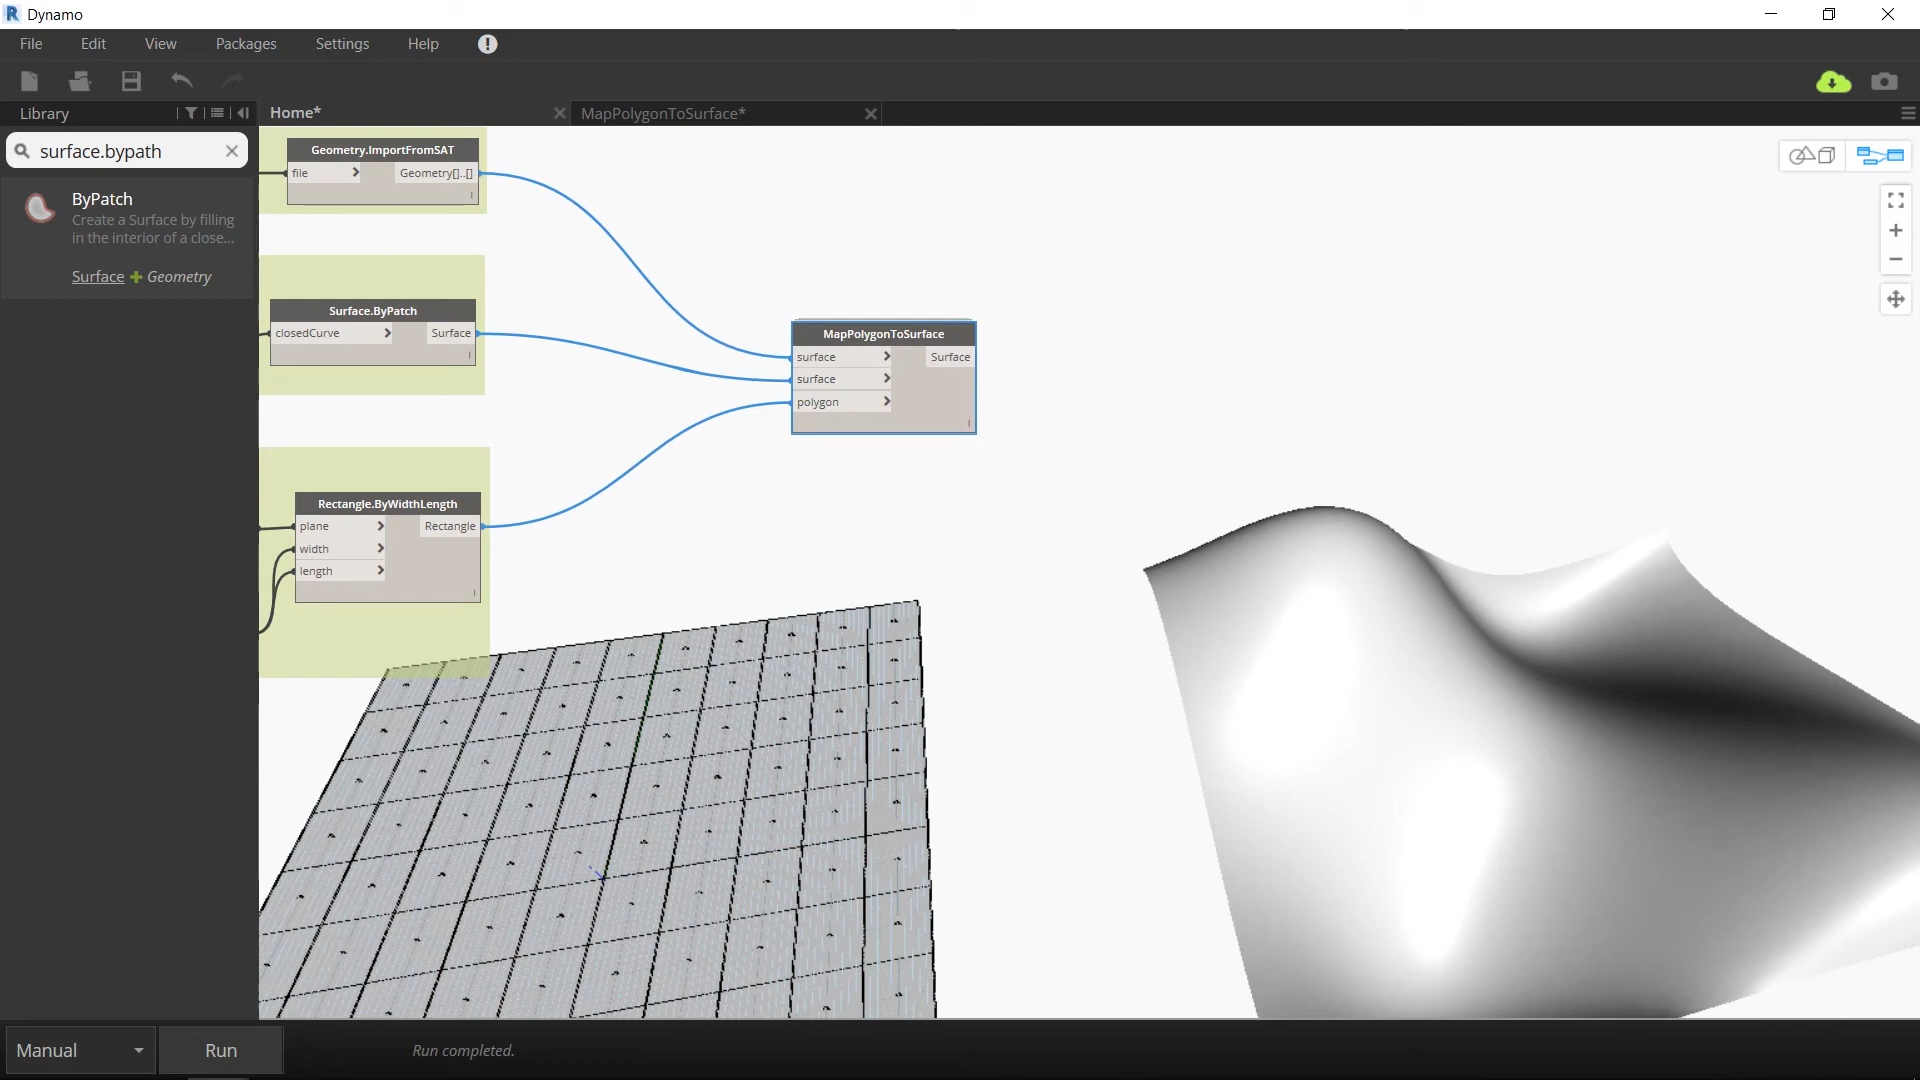 Dynamo
File Edit View Packages Settings Help
Library
Home*
MapPolygonToSurface*
surface.bypath
ByPatch
Create a Surface by filling
in the interior of a close...
Surface + Geometry
Geometry.ImportFromSAT
file > Geometry[]..[]
Surface.ByPatch
closedCurve > Surface
MapPolygonToSurface
surface > Surface
surface >
polygon >
Rectangle.ByWidthLength
plane > Rectangle
width >
length >
Manual
Run
Run completed.